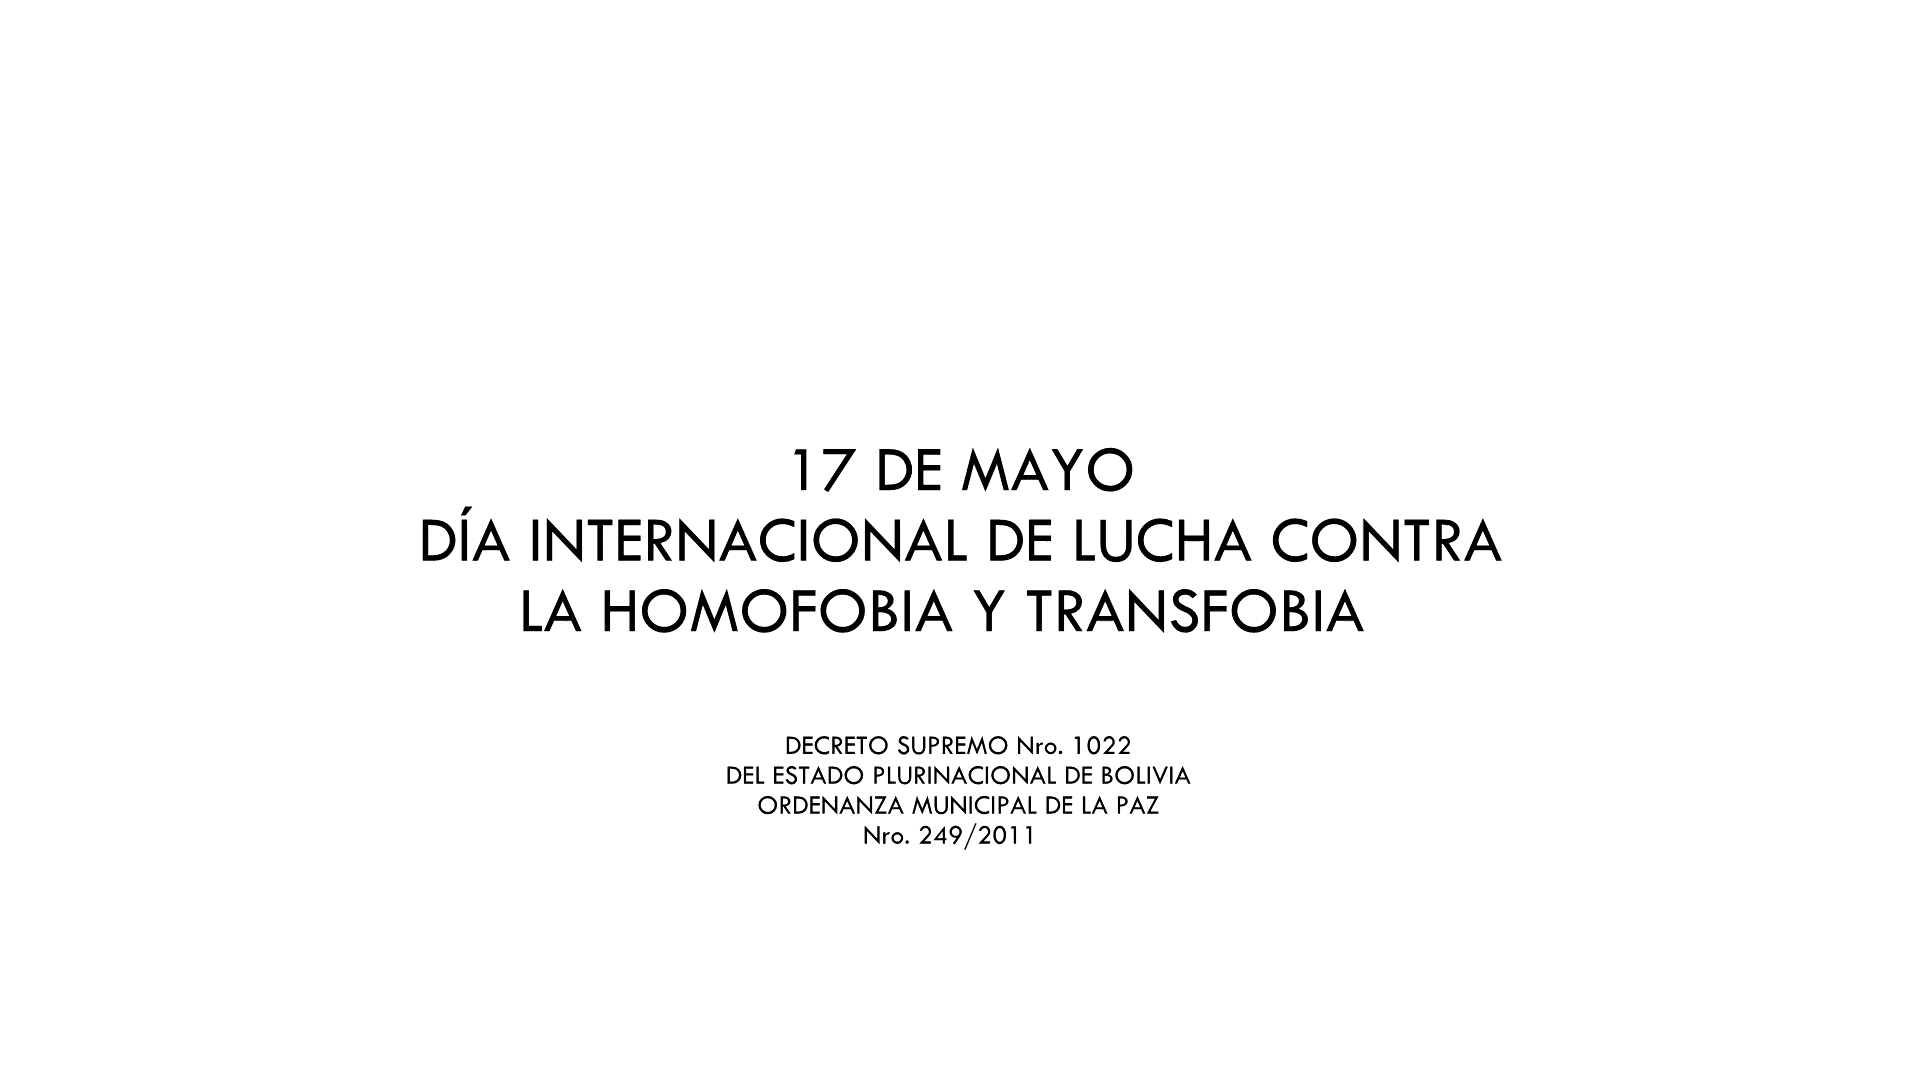 17 DE MAYO
DÍA INTERNACIONAL DE LUCHA CONTRA
LA HOMOFOBIA Y TRANSFOBIA
DECRETO SUPREMO Nro. 1022
DEL ESTADO PLURINACIONAL DE BOLIVIA
ORDENANZA MUNICIPAL DE LA PAZ
Nro. 249/2011